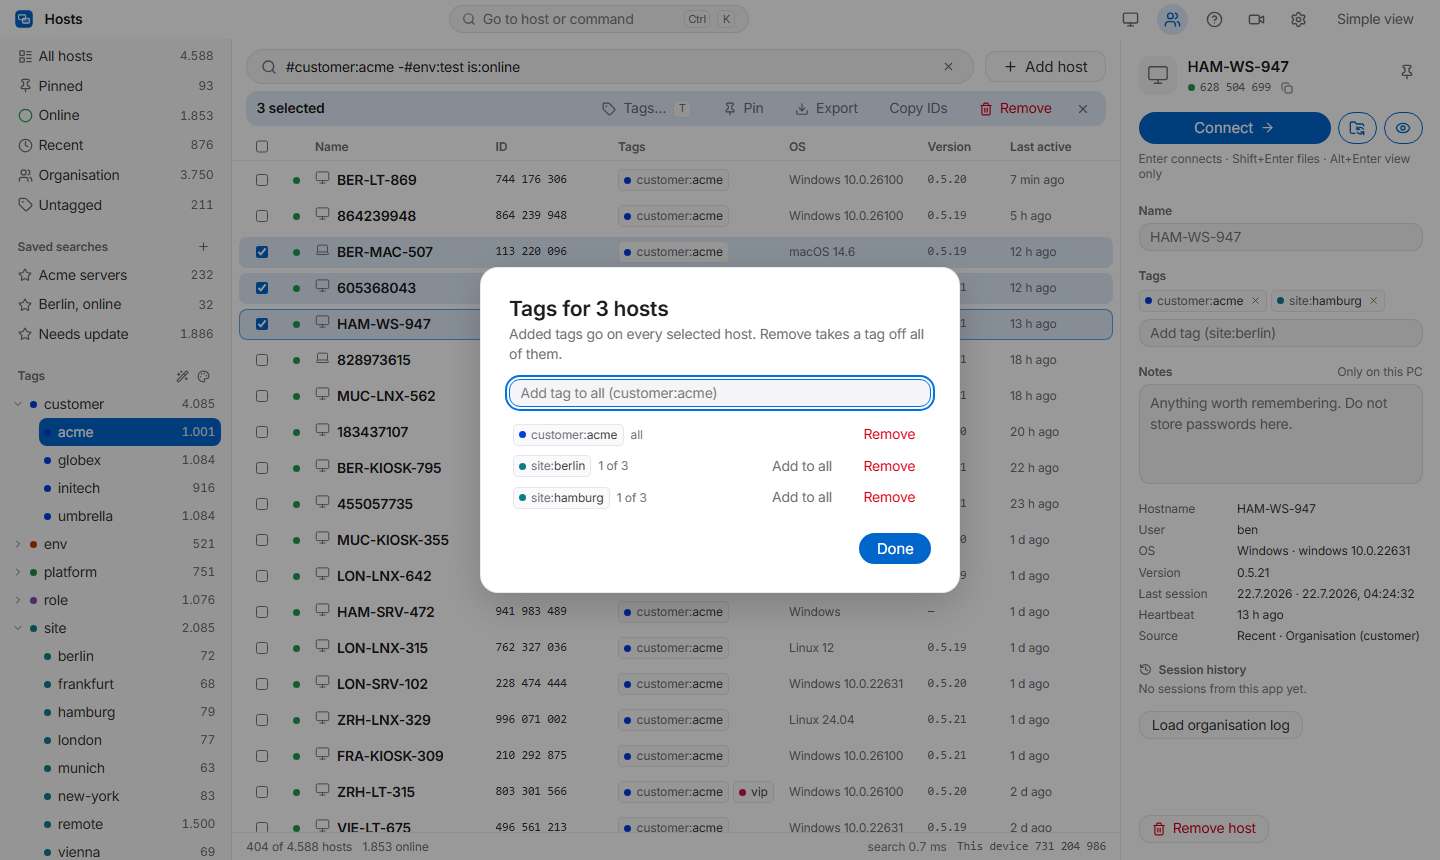 Hosts
Go to host or command Ctrl K
Simple view
All hosts 4.588
Pinned 93
Online 1.853
Recent 876
Organisation 3.750
Untagged 211
Saved searches
Acme servers 232
Berlin, online 32
Needs update 1.886
Tags
customer 4.085
acme 1.001
globex 1.084
initech 916
umbrella 1.084
env 521
platform 751
role 1.076
site 2.085
berlin 72
frankfurt 68
hamburg 79
london 77
munich 63
new-york 83
remote 1.500
vienna 69
#customer:acme -#env:test is:online
Add host
3 selected Tags... T Pin Export Copy IDs Remove
Name ID Tags OS Version Last active
BER-LT-869 744 176 306 customer:acme Windows 10.0.26100 0.5.20 7 min ago
864239948 864 239 948 customer:acme Windows 10.0.26100 0.5.19 5 h ago
BER-MAC-507 113 220 096 customer:acme macOS 14.6 0.5.19 12 h ago
605368043 1 12 h ago
HAM-WS-947 1 13 h ago
828973615 1 18 h ago
MUC-LNX-562 1 18 h ago
183437107 0 20 h ago
BER-KIOSK-795 1 22 h ago
455057735 1 23 h ago
MUC-KIOSK-355 0 1 d ago
LON-LNX-642 9 1 d ago
HAM-SRV-472 941 983 489 customer:acme Windows – 1 d ago
LON-LNX-315 762 327 036 customer:acme Linux 12 0.5.19 1 d ago
LON-SRV-102 228 474 444 customer:acme Windows 10.0.22631 0.5.20 1 d ago
ZRH-LNX-329 996 071 002 customer:acme Linux 24.04 0.5.21 1 d ago
FRA-KIOSK-309 210 292 875 customer:acme Windows 10.0.26100 0.5.21 1 d ago
ZRH-LT-315 803 301 566 customer:acme vip Windows 10.0.26100 0.5.20 2 d ago
VIE-LT-675 496 561 213 customer:acme Windows 10.0.22631 0.5.19 2 d ago
404 of 4.588 hosts 1.853 online search 0.7 ms This device 731 204 986
Tags for 3 hosts
Added tags go on every selected host. Remove takes a tag off all
of them.
Add tag to all (customer:acme)
customer:acme all Remove
site:berlin 1 of 3 Add to all Remove
site:hamburg 1 of 3 Add to all Remove
Done
HAM-WS-947
628 504 699
Connect
Enter connects · Shift+Enter files · Alt+Enter view
only
Name
HAM-WS-947
Tags
customer:acme site:hamburg
Add tag (site:berlin)
Notes Only on this PC
Anything worth remembering. Do not
store passwords here.
Hostname HAM-WS-947
User ben
OS Windows · windows 10.0.22631
Version 0.5.21
Last session 22.7.2026 · 22.7.2026, 04:24:32
Heartbeat 13 h ago
Source Recent · Organisation (customer)
Session history
No sessions from this app yet.
Load organisation log
Remove host